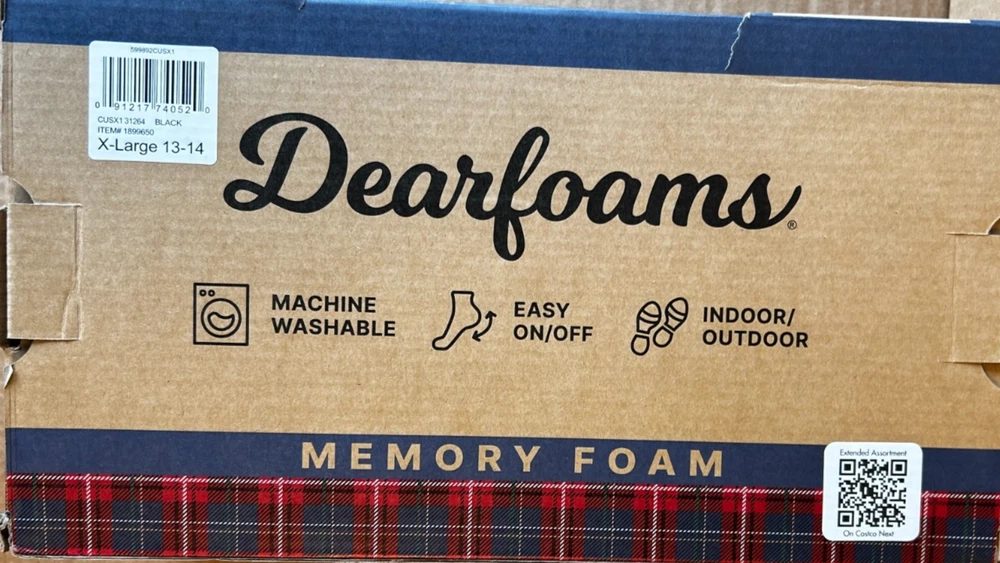 599892CUSX1
0 91217 74052 0
CUSX1 31264 BLACK
ITEM# 1899650
X-Large 13-14
Dearfoams®
MACHINE
WASHABLE
EASY
ON/OFF
INDOOR/
OUTDOOR
MEMORY FOAM
Extended Assortment
On Costco Next